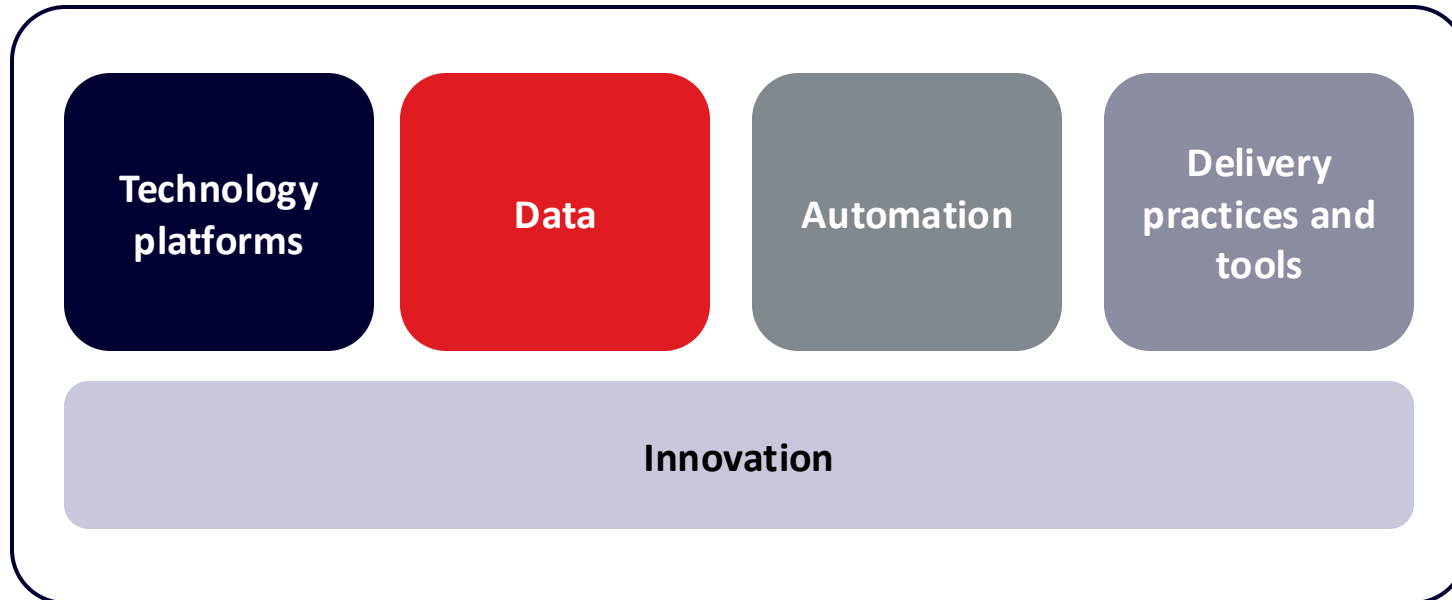 Technology
platforms
Data
Automation
Delivery
practices and
tools
Innovation